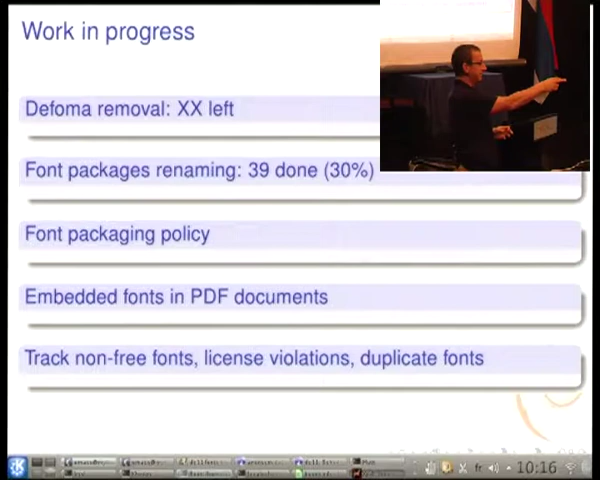 Work in progress
Defoma removal: XX left
Font packages renaming: 39 done (30%)
Font packaging policy
Embedded fonts in PDF documents
Track non-free fonts, license violations, duplicate fonts
fr
10:16